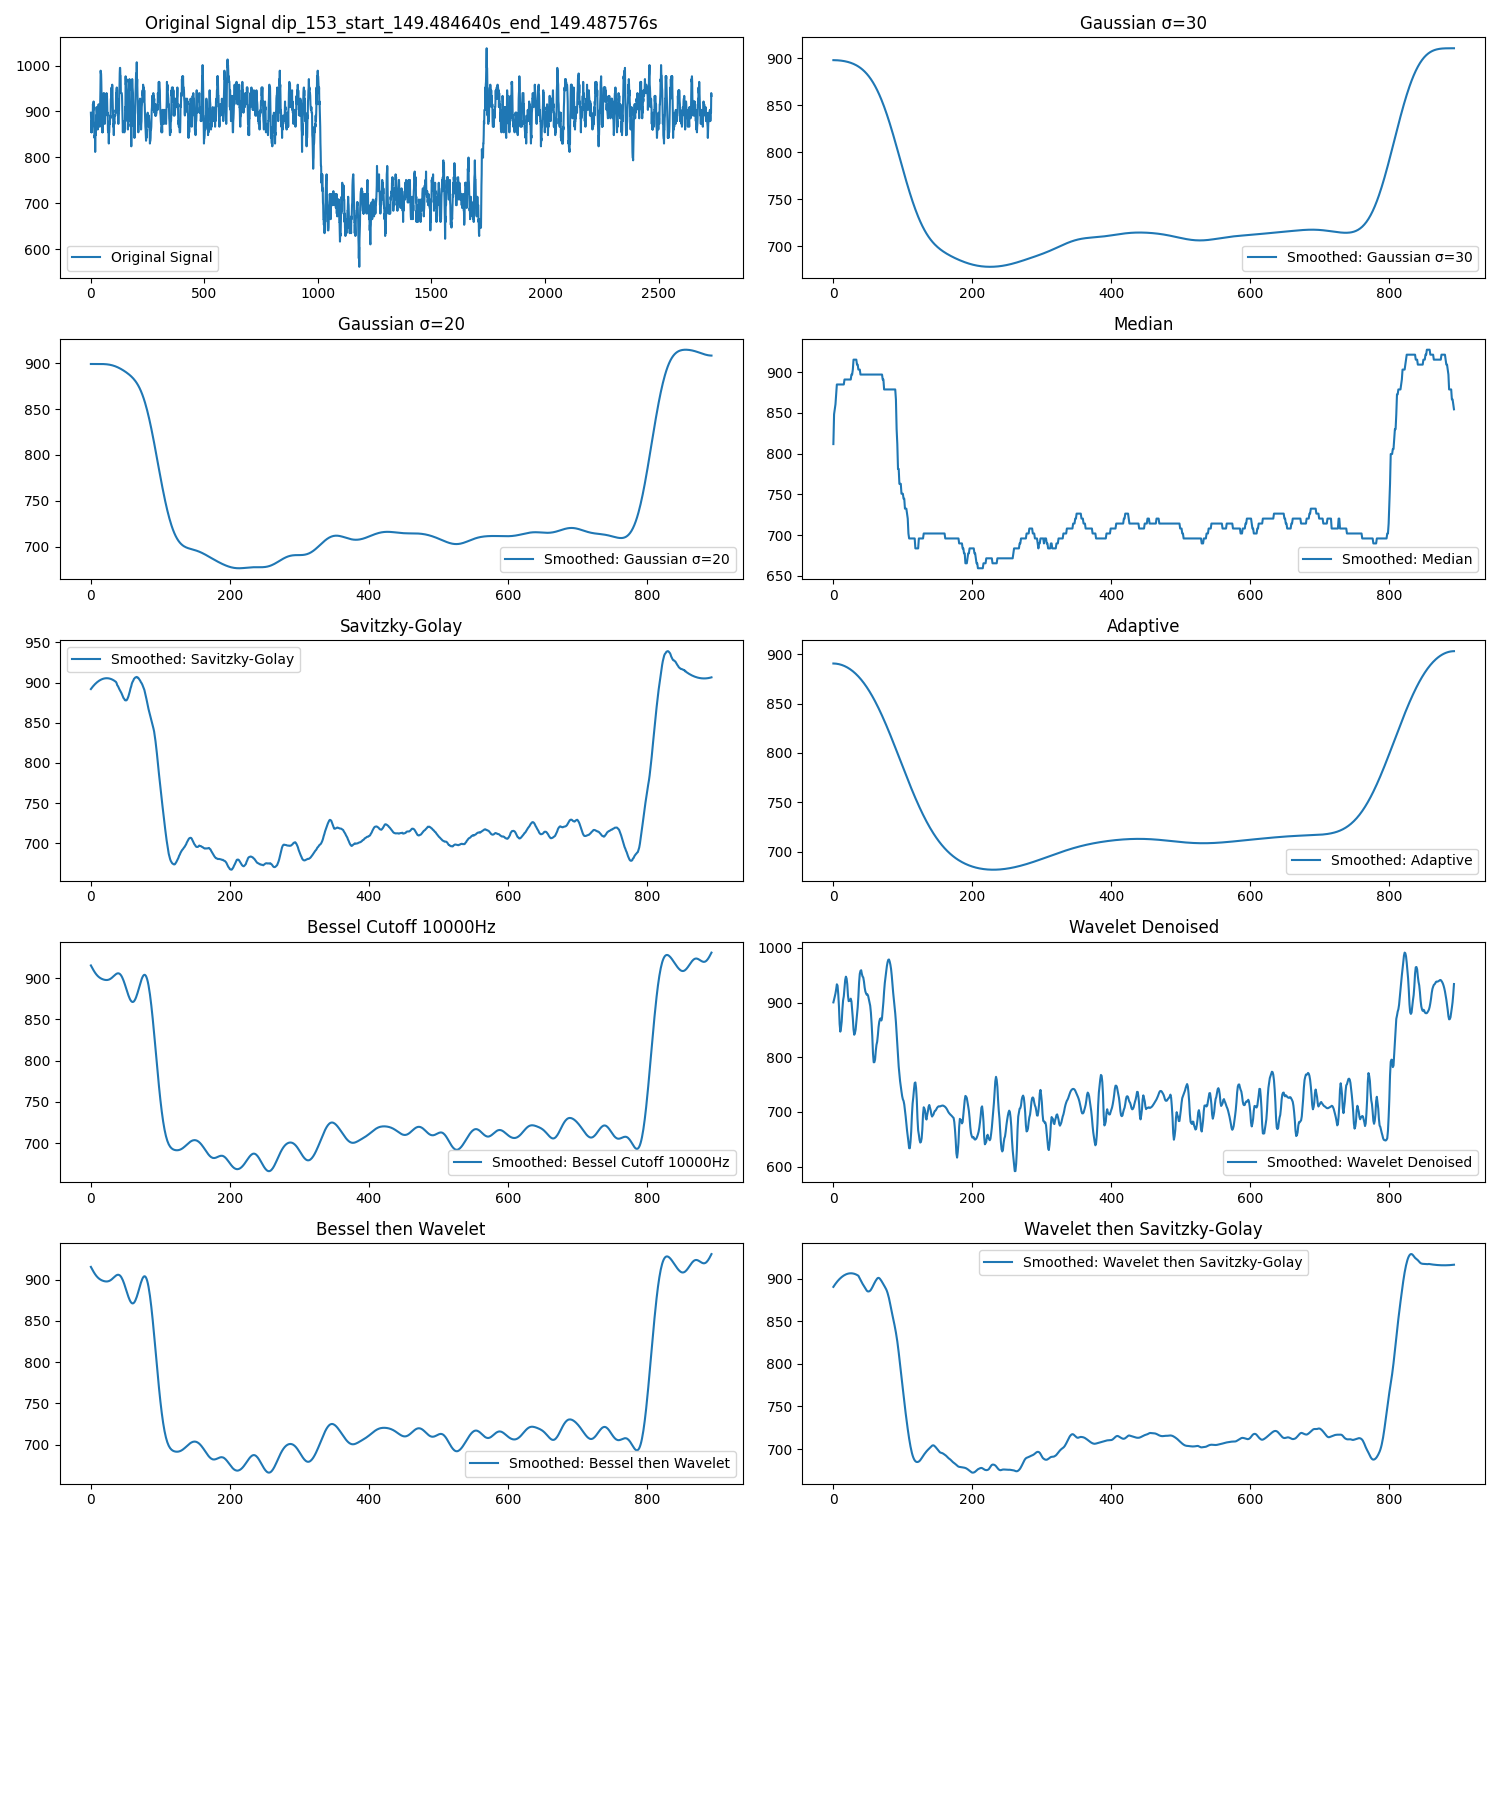 Original Signal dip_153_start_149.484640s_end_149.487576s
1000
900
800
700
600
Original Signal
0 500 1000 1500 2000 2500
Gaussian σ=30
900
850
800
750
700
Smoothed: Gaussian σ=30
0 200 400 600 800
Gaussian σ=20
900
850
800
750
700
Smoothed: Gaussian σ=20
0 200 400 600 800
Median
900
850
800
750
700
650
Smoothed: Median
0 200 400 600 800
Savitzky-Golay
950
900
850
800
750
700
Smoothed: Savitzky-Golay
0 200 400 600 800
Adaptive
900
850
800
750
700
Smoothed: Adaptive
0 200 400 600 800
Bessel Cutoff 10000Hz
900
850
800
750
700
Smoothed: Bessel Cutoff 10000Hz
0 200 400 600 800
Wavelet Denoised
1000
900
800
700
600
Smoothed: Wavelet Denoised
0 200 400 600 800
Bessel then Wavelet
900
850
800
750
700
Smoothed: Bessel then Wavelet
0 200 400 600 800
Wavelet then Savitzky-Golay
Smoothed: Wavelet then Savitzky-Golay
900
850
800
750
700
0 200 400 600 800